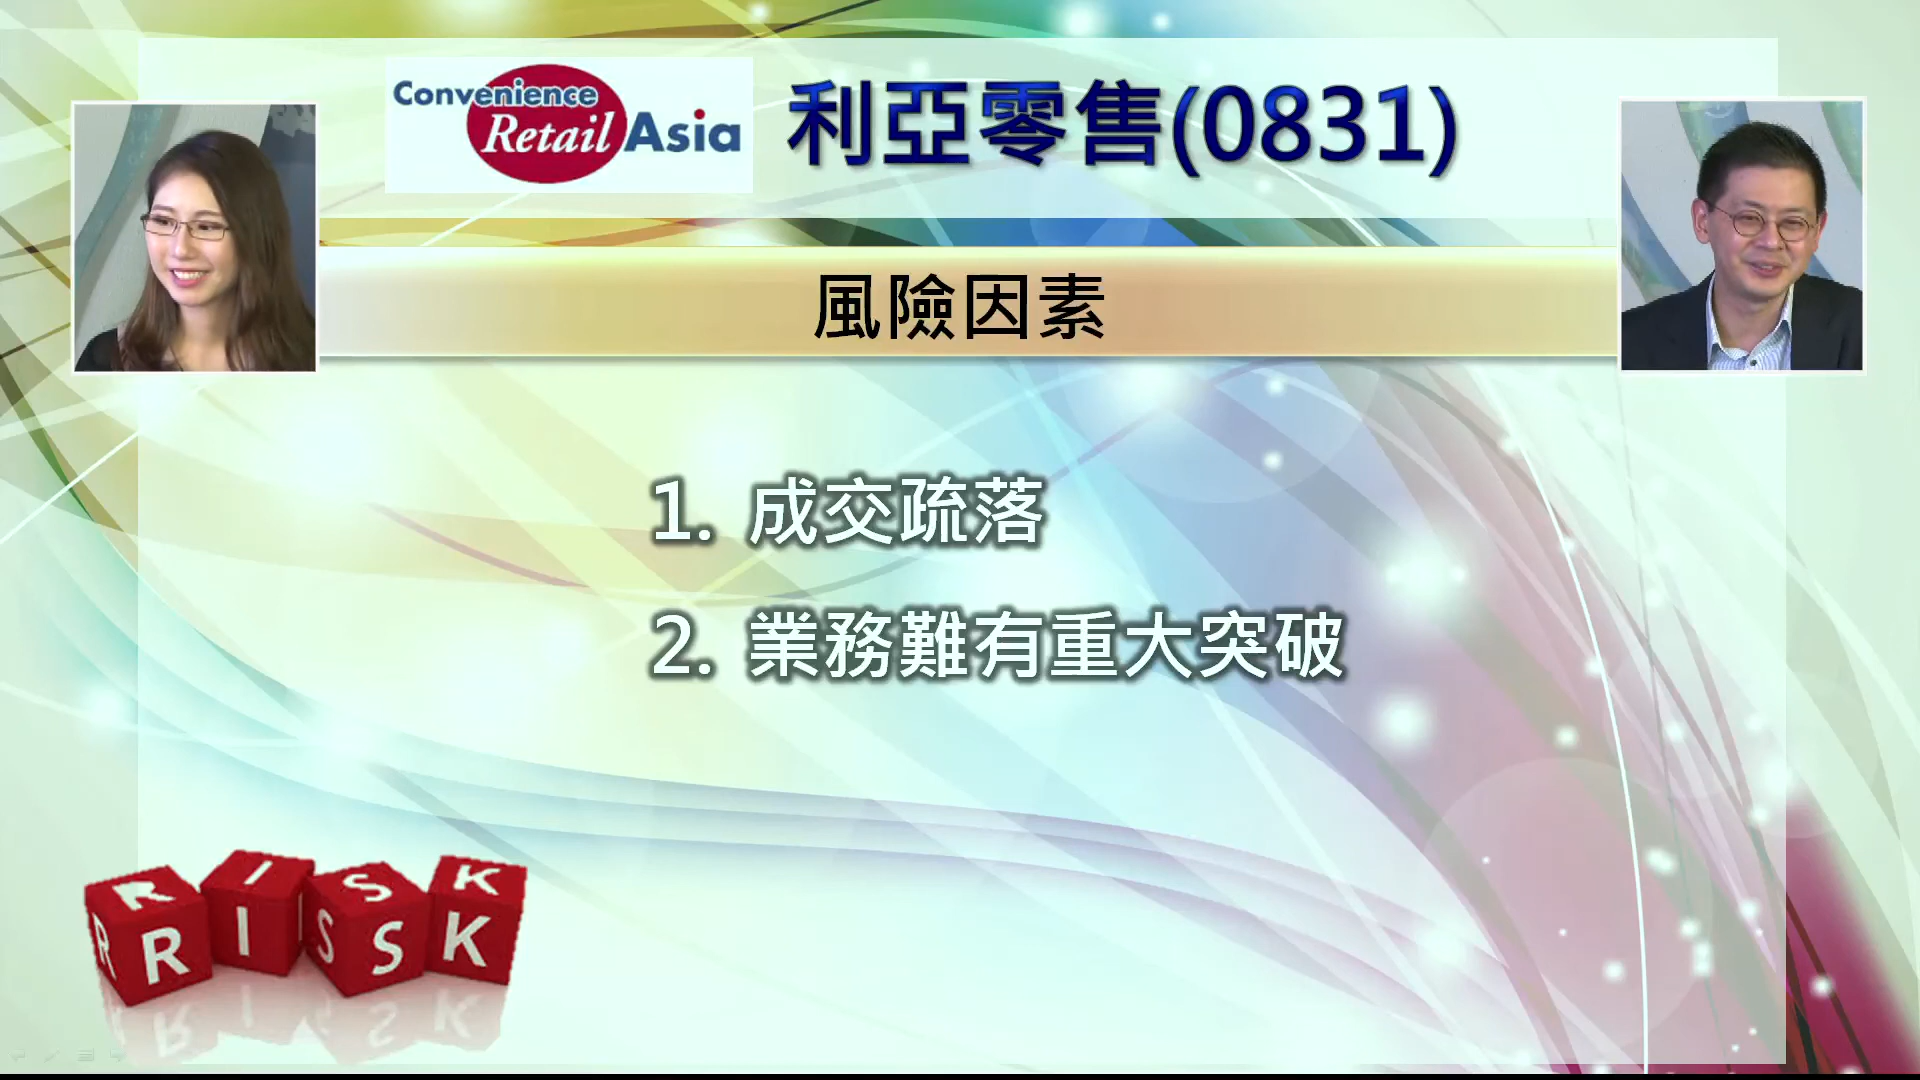 Convenience
Retail Asia
利亞零售(0831)
風險因素
1. 成交疏落
2. 業務難有重大突破
R I S K
R R I S S K